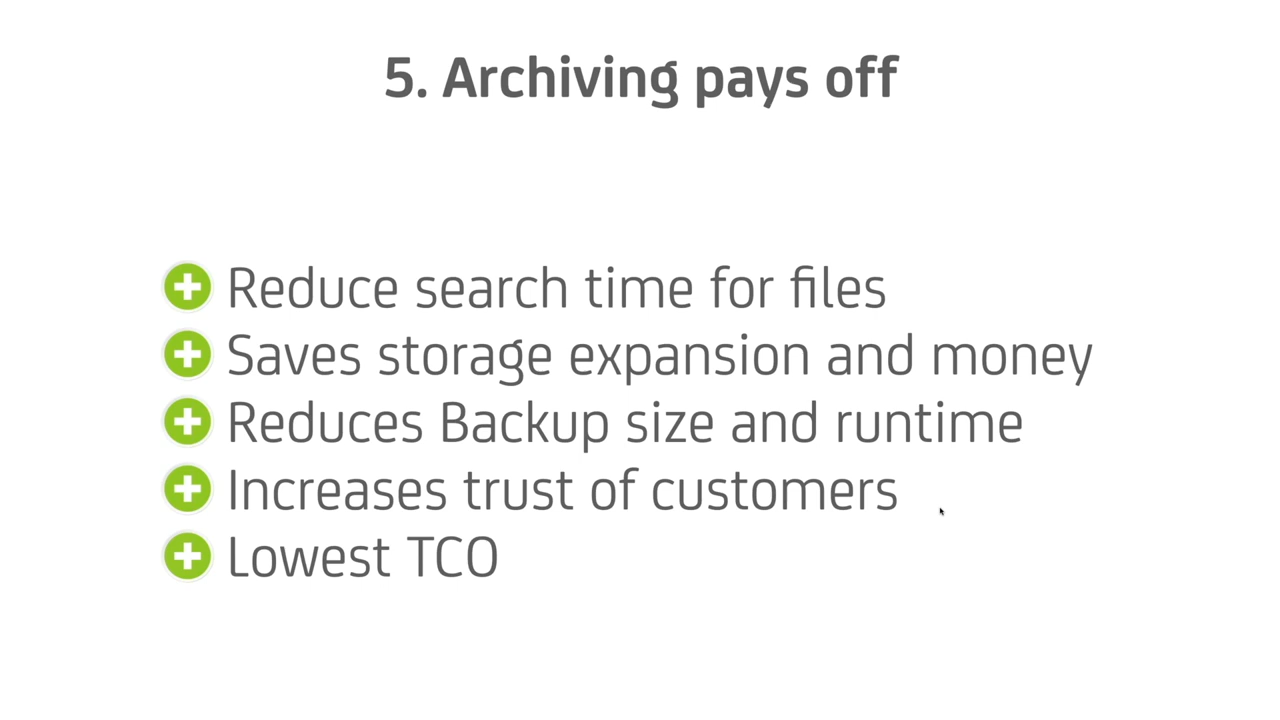 5. Archiving pays off
Reduce search time for files
Saves storage expansion and money
Reduces Backup size and runtime
Increases trust of customers
Lowest TCO